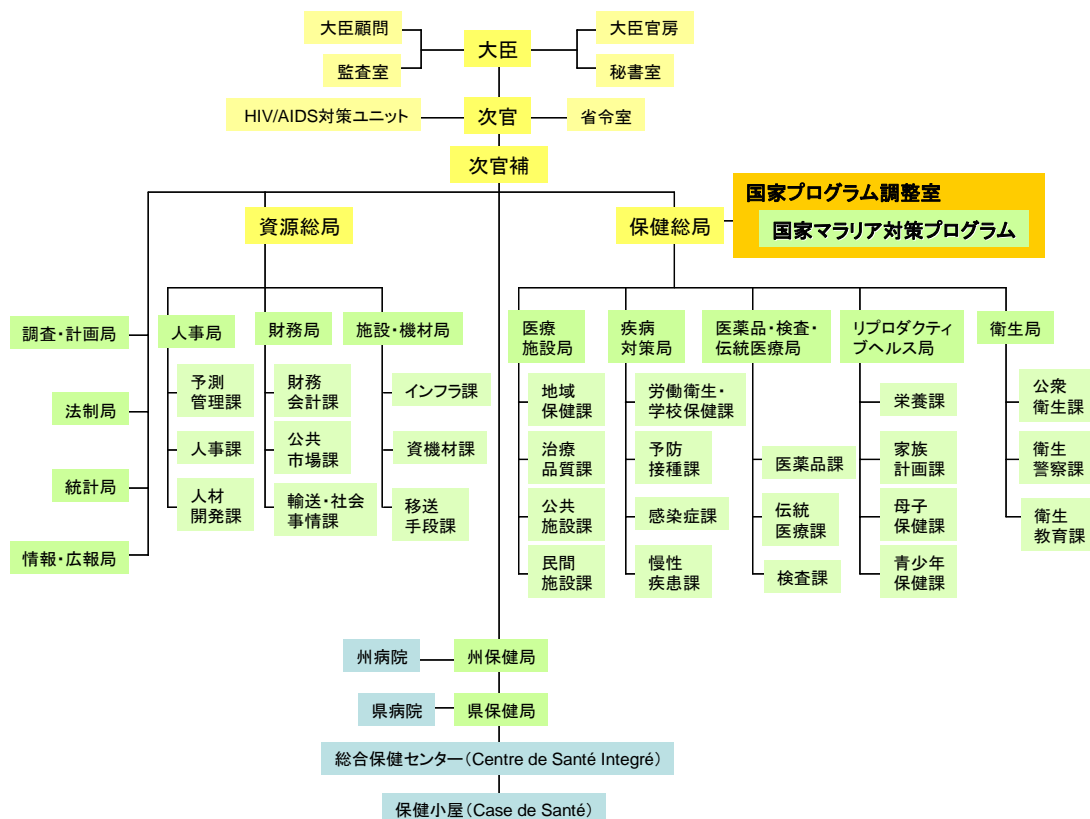 大臣顧問
大臣官房
大臣
監査室
秘書室
HIV/AIDS対策ユニット
次官
省令室
次官補
国家プログラム調整室
国家マラリア対策プログラム
資源総局
保健総局
調査・計画局
法制局
統計局
情報・広報局
人事局
予測
管理課
人事課
人材
開発課
財務局
財務
会計課
公共
市場課
輸送・社会
事情課
施設・機材局
インフラ課
資機材課
移送
手段課
医療
施設局
地域
保健課
治療
品質課
公共
施設課
民間
施設課
疾病
対策局
労働衛生・
学校保健課
予防
接種課
感染症課
慢性
疾患課
医薬品・検査・
伝統医療局
医薬品課
伝統
医療課
検査課
リプロダクティ
ブヘルス局
栄養課
家族
計画課
母子
保健課
青少年
保健課
衛生局
公衆
衛生課
衛生
警察課
衛生
教育課
州病院
州保健局
県病院
県保健局
総合保健センター(Centre de Santé Integré)
保健小屋(Case de Santé)